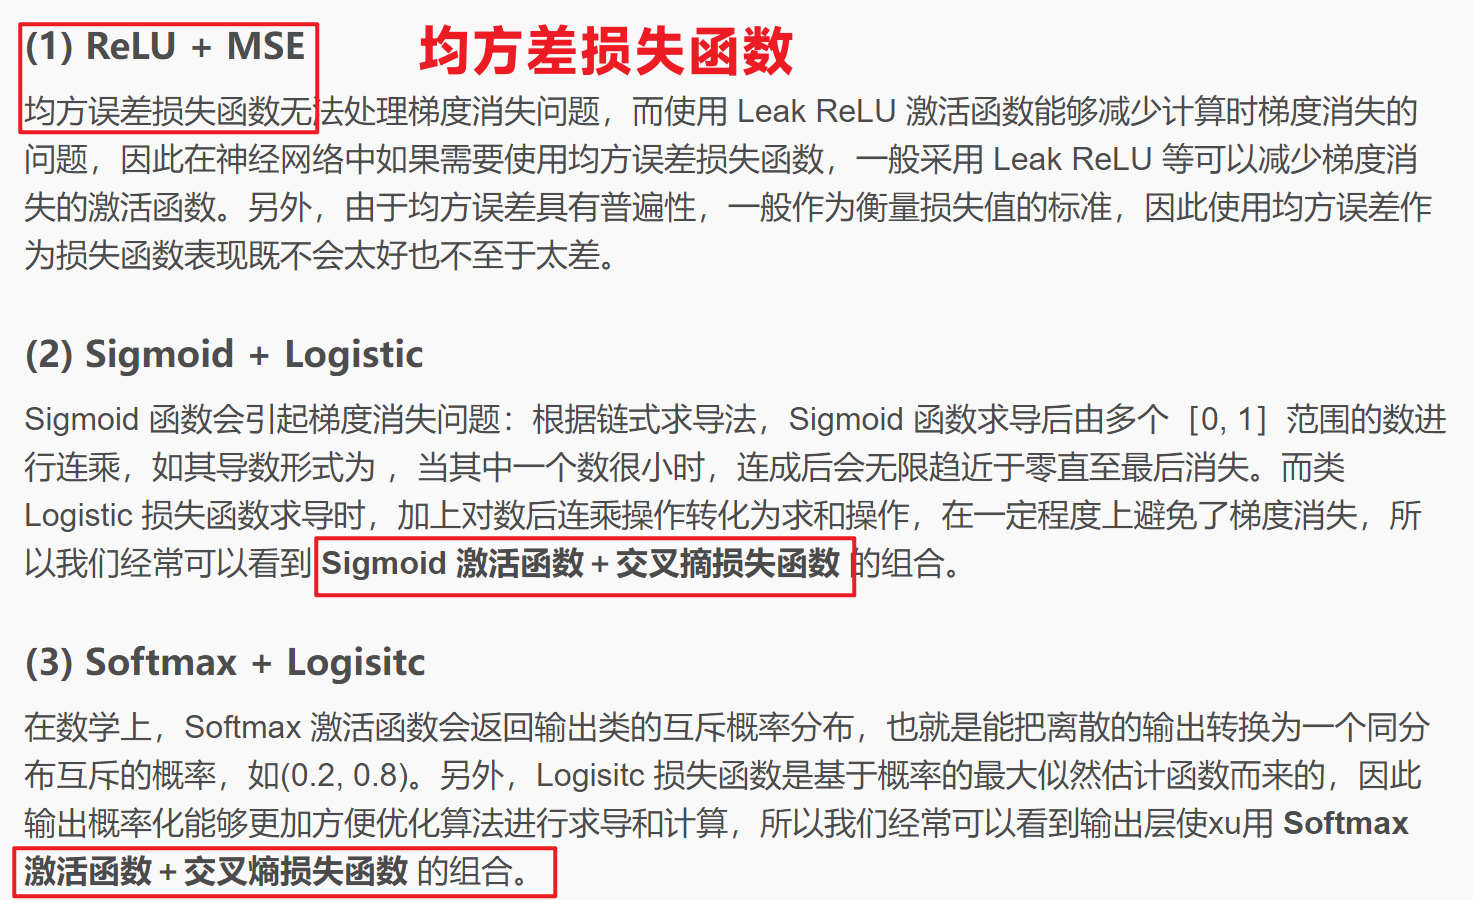 (1) ReLU + MSE
均方差损失函数
均方误差损失函数无法处理梯度消失问题，而使用 Leak ReLU 激活函数能够减少计算时梯度消失的
问题，因此在神经网络中如果需要使用均方误差损失函数，一般采用 Leak ReLU 等可以减少梯度消
失的激活函数。另外，由于均方误差具有普遍性，一般作为衡量损失值的标准，因此使用均方误差作
为损失函数表现既不会太好也不至于太差。
(2) Sigmoid + Logistic
Sigmoid 函数会引起梯度消失问题：根据链式求导法，Sigmoid 函数求导后由多个［0, 1］范围的数进
行连乘，如其导数形式为 ，当其中一个数很小时，连成后会无限趋近于零直至最后消失。而类
Logistic 损失函数求导时，加上对数后连乘操作转化为求和操作，在一定程度上避免了梯度消失，所
以我们经常可以看到 Sigmoid 激活函数＋交叉摘损失函数 的组合。
(3) Softmax + Logisitc
在数学上，Softmax 激活函数会返回输出类的互斥概率分布，也就是能把离散的输出转换为一个同分
布互斥的概率，如(0.2, 0.8)。另外，Logisitc 损失函数是基于概率的最大似然估计函数而来的，因此
输出概率化能够更加方便优化算法进行求导和计算，所以我们经常可以看到输出层使xu用 Softmax
激活函数＋交叉熵损失函数 的组合。